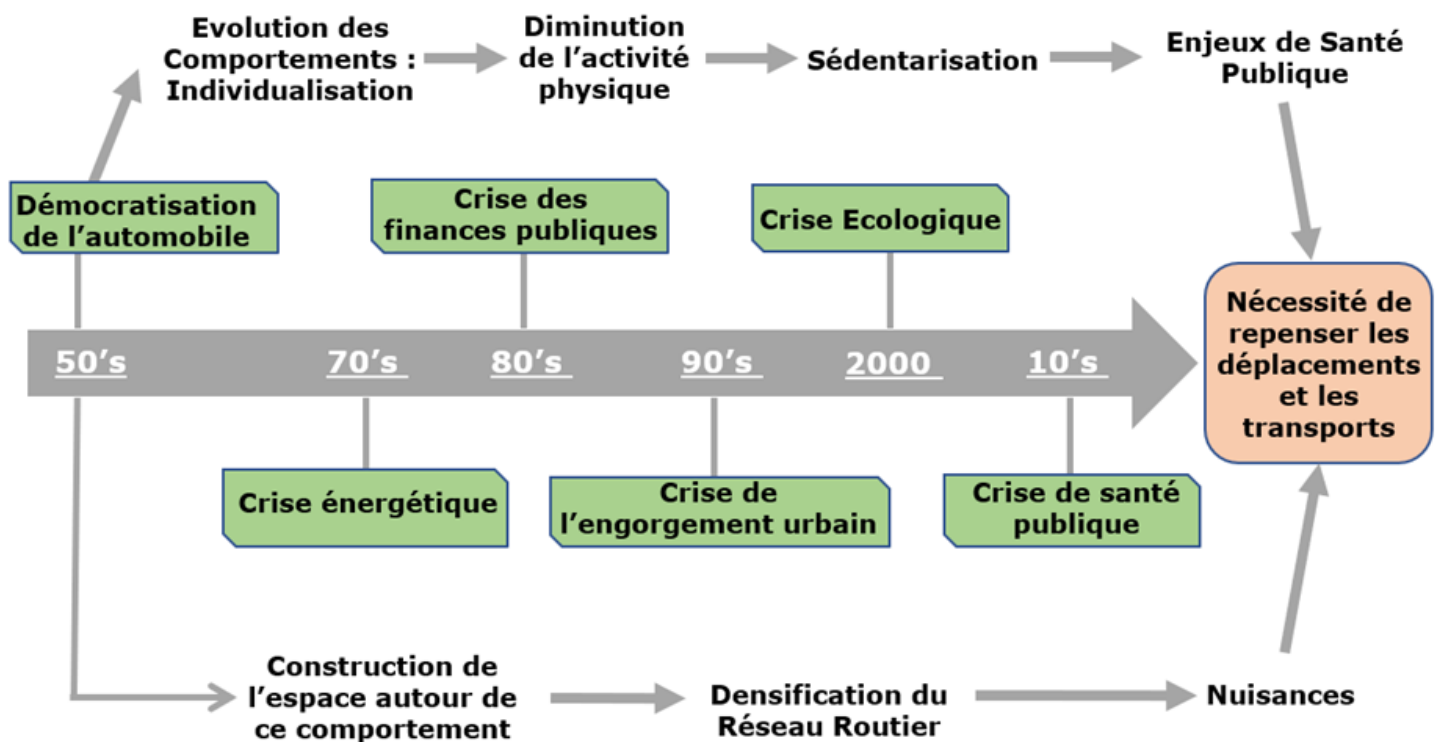 Evolution des
Comportements :
Individualisation
Diminution
de l'activité
physique
Sédentarisation
Enjeux de Santé
Publique
Démocratisation
de l'automobile
Crise des
finances publiques
Crise Ecologique
50's
70's
80's
90's
2000
10's
Nécessité de
repenser les
déplacements
et les
transports
Crise énergétique
Crise de
l'engorgement urbain
Crise de santé
publique
Construction de
l'espace autour de
ce comportement
Densification du
Réseau Routier
Nuisances